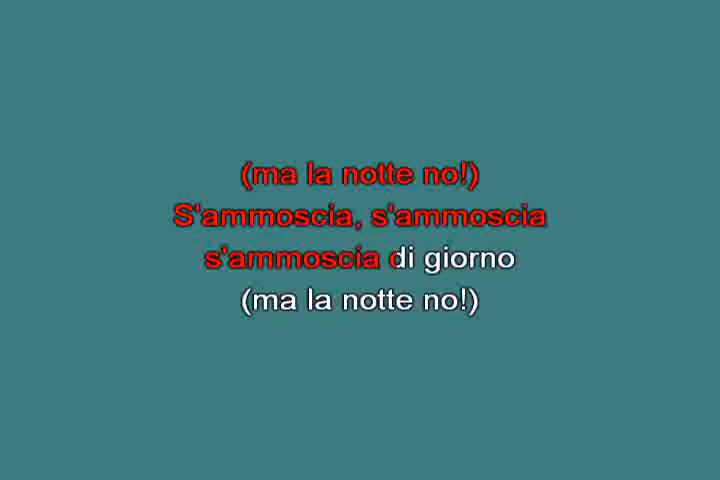 (ma la notte no!)
S'ammoscia, s'ammoscia
s'ammoscia di giorno
(ma la notte no!)